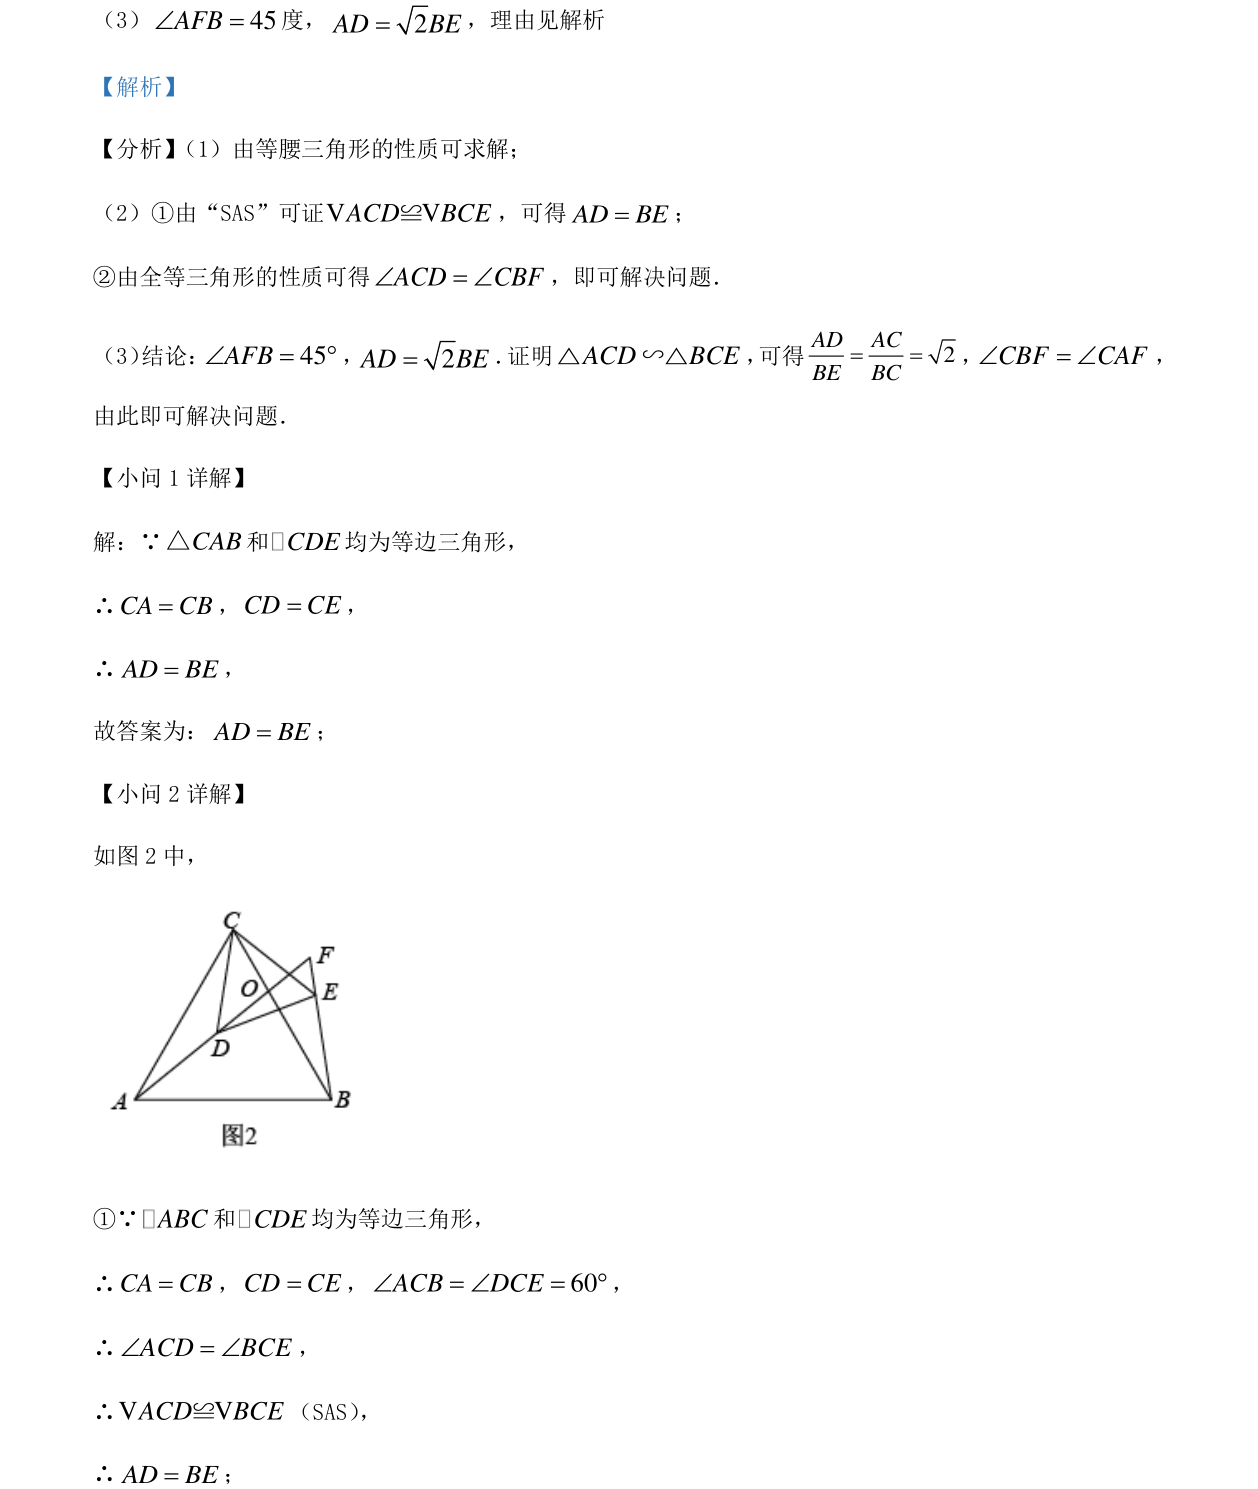 （3）∠AFB = 45度，AD = √2BE，理由见解析
【解析】
【分析】（1）由等腰三角形的性质可求解；
（2）①由“SAS”可证VACD≌VBCE，可得AD = BE；
②由全等三角形的性质可得∠ACD = ∠CBF，即可解决问题．
（3）结论：∠AFB = 45°，AD = √2BE．证明△ACD∽△BCE，可得AD/BE = AC/BC = √2，∠CBF = ∠CAF，
由此即可解决问题．
【小问1详解】
解：∵△CAB和□CDE均为等边三角形，
∴CA = CB，CD = CE，
∴AD = BE，
故答案为：AD = BE；
【小问2详解】
如图2中，
C
F
O
E
D
A
B
图2
①∵□ABC和□CDE均为等边三角形，
∴CA = CB，CD = CE，∠ACB = ∠DCE = 60°，
∴∠ACD = ∠BCE，
∴VACD≌VBCE（SAS），
∴AD = BE；